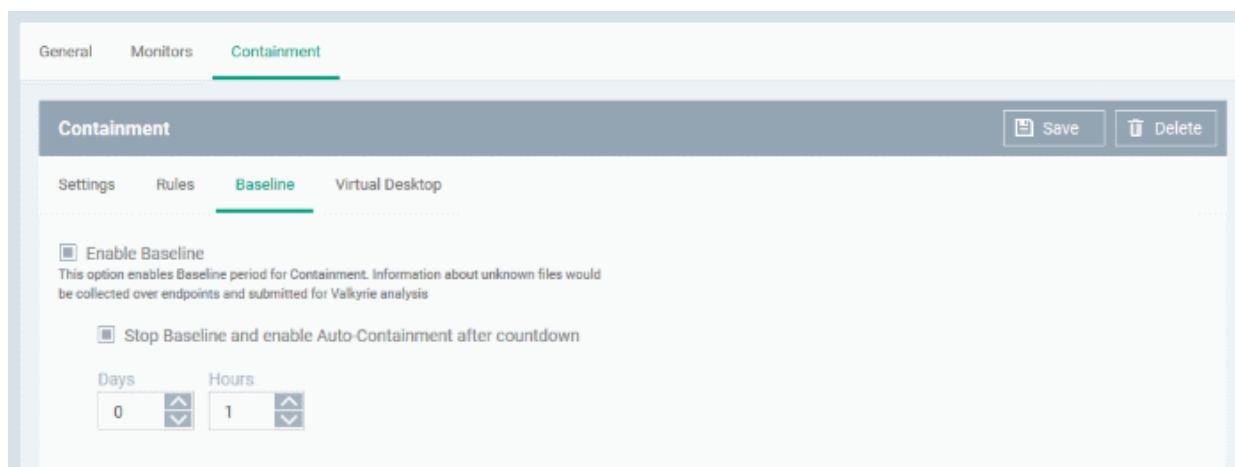 General Monitors Containment
Containment Save Delete
Settings Rules Baseline Virtual Desktop
Enable Baseline
This option enables Baseline period for Containment. Information about unknown files would
be collected over endpoints and submitted for Valkyrie analysis
Stop Baseline and enable Auto-Containment after countdown
Days Hours
0 1